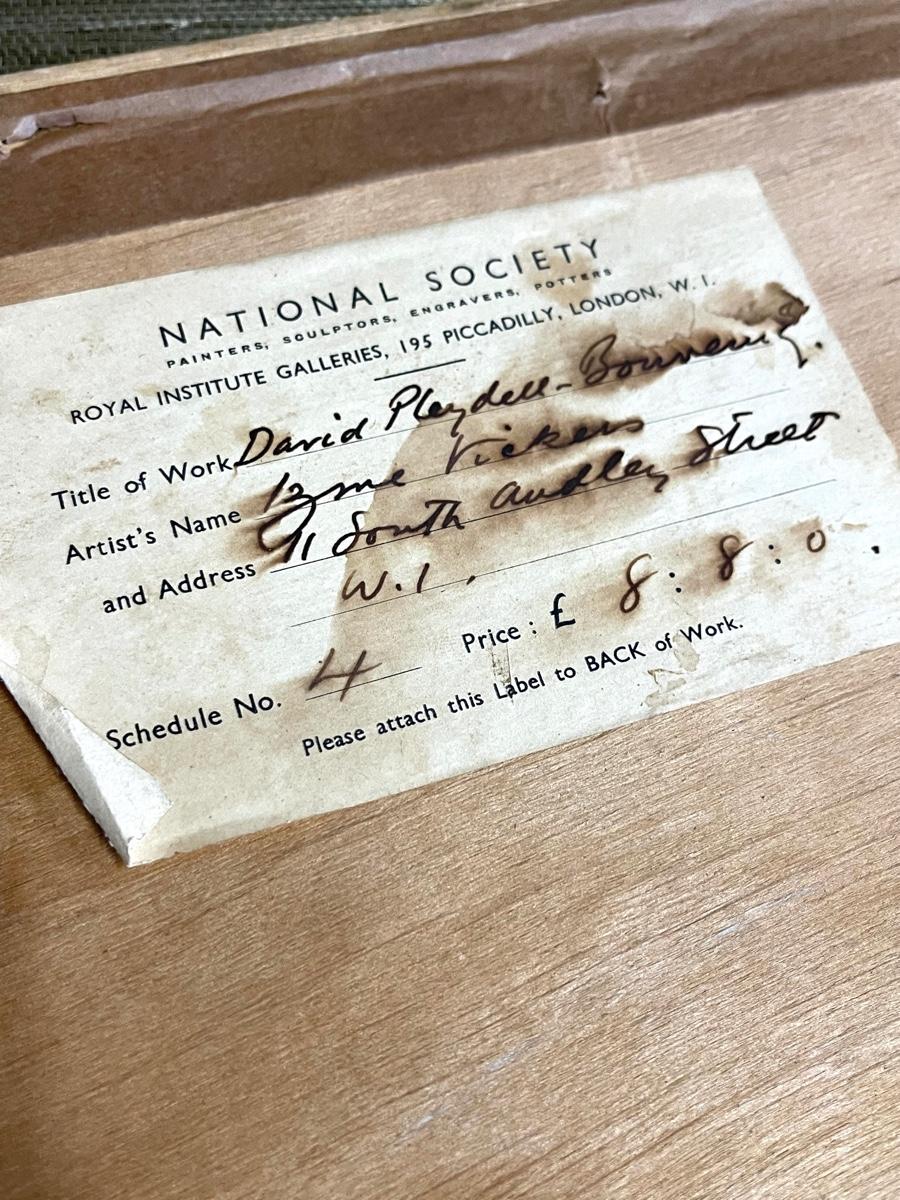 NATIONAL SOCIETY
PAINTERS, SCULPTORS, ENGRAVERS, POTTERS
ROYAL INSTITUTE GALLERIES, 195 PICCADILLY, LONDON, W.1.
Title of Work David Pleydell-Bouverie.
Artist's Name Izme Vickers
and Address 71 South Audley Street
W.1,
Price: £ 8:8:0.
Schedule No. 4
Please attach this Label to BACK of Work.